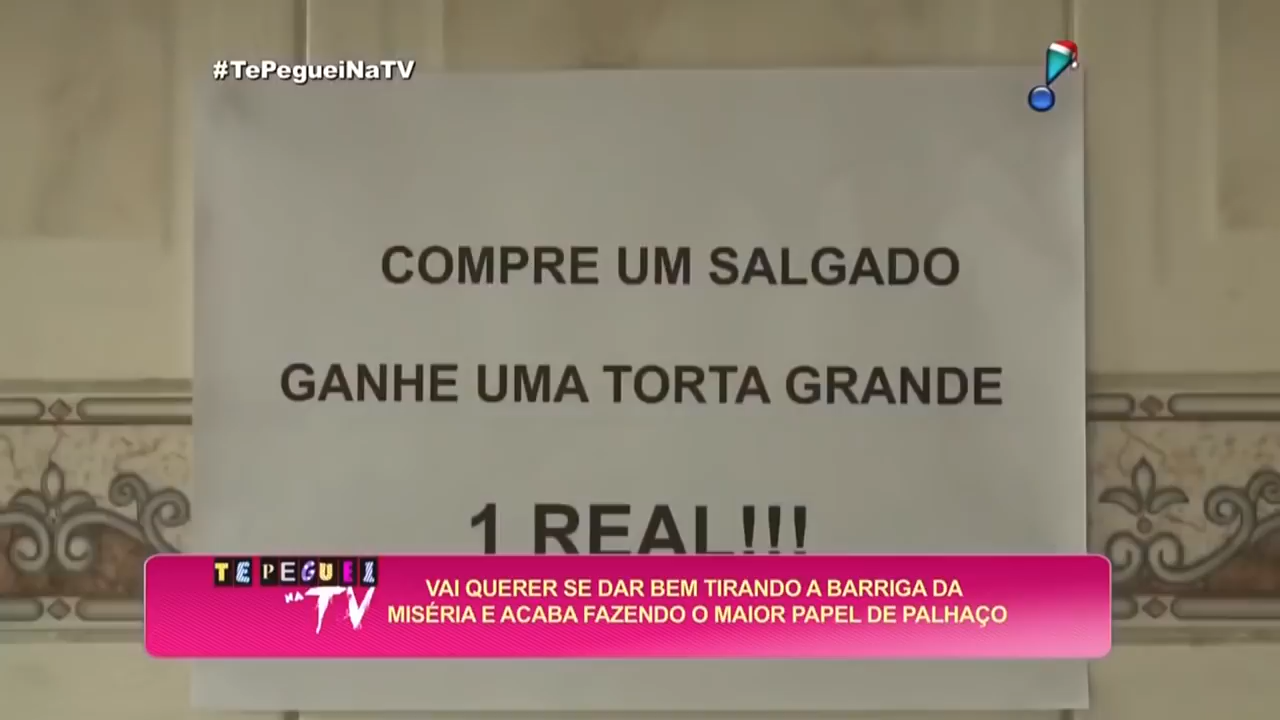 #TePegueiNaTV
COMPRE UM SALGADO
GANHE UMA TORTA GRANDE
1 REAL!!!
TE PEGUEI
NA TV
VAI QUERER SE DAR BEM TIRANDO A BARRIGA DA
MISÉRIA E ACABA FAZENDO O MAIOR PAPEL DE PALHAÇO